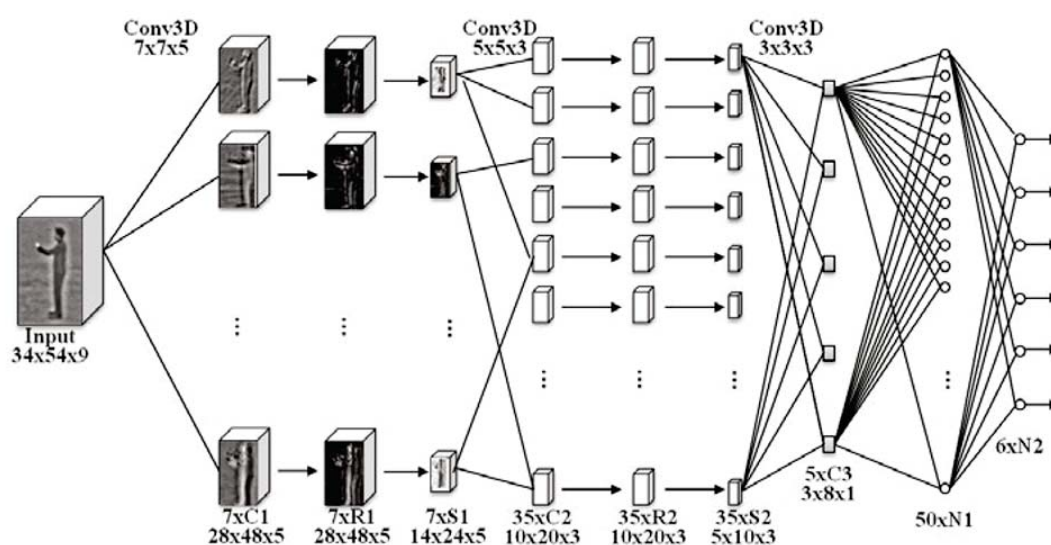 Conv3D
7x7x5
Conv3D
5x5x3
Conv3D
3x3x3
Input
34x54x9
...
...
...
...
...
...
...
7xC1
28x48x5
7xR1
28x48x5
7xS1
14x24x5
35xC2
10x20x3
35xR2
10x20x3
35xS2
5x10x3
5xC3
3x8x1
50xN1
6xN2